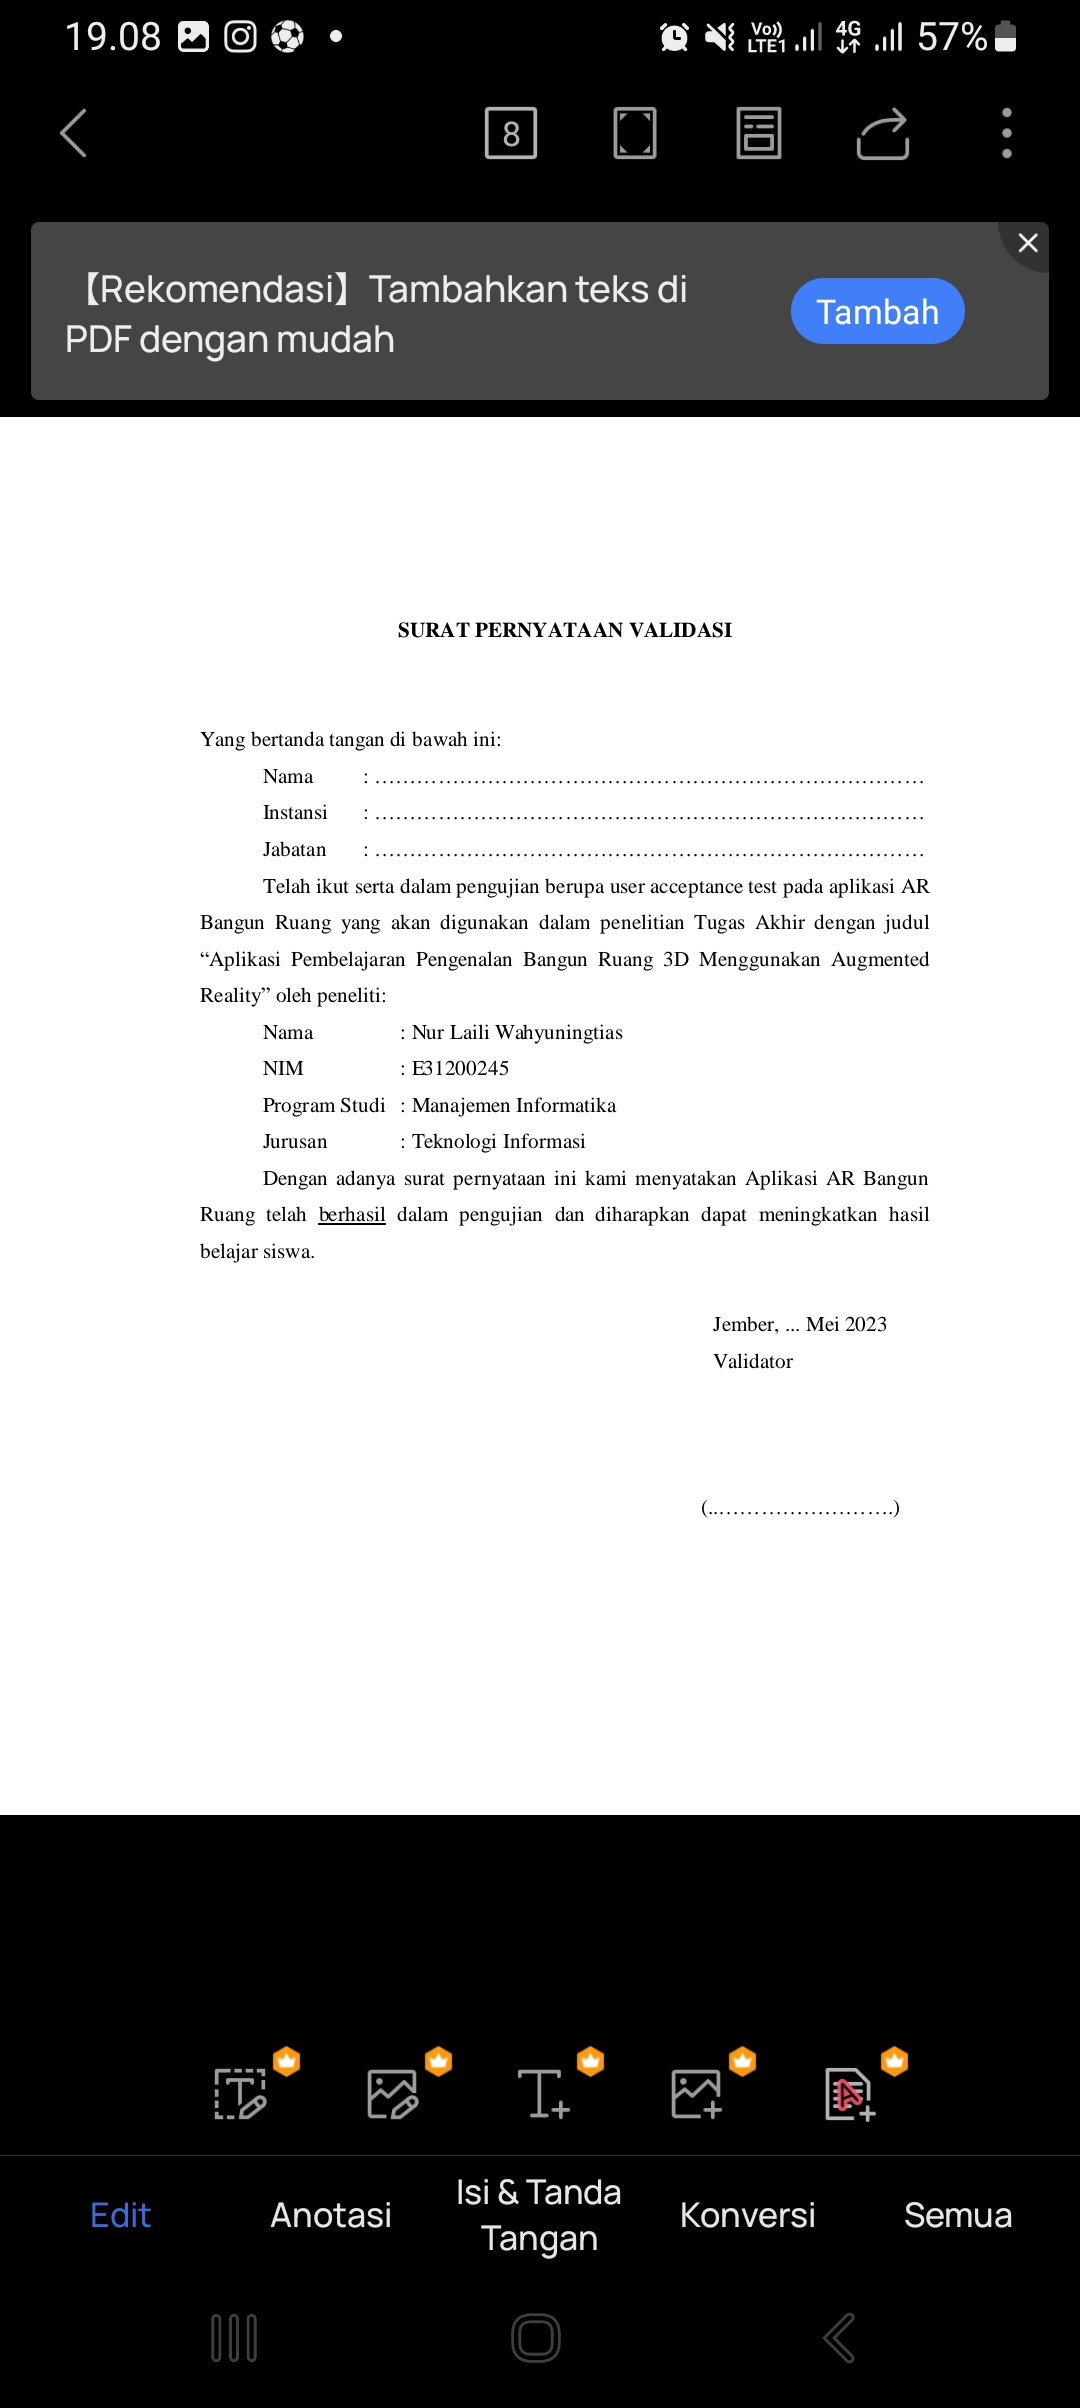 19.08 Vo)) LTE1 4G 57%
8
【Rekomendasi】Tambahkan teks di
PDF dengan mudah
Tambah
SURAT PERNYATAAN VALIDASI
Yang bertanda tangan di bawah ini:
Nama : ……………………………………………………………………
Instansi : ……………………………………………………………………
Jabatan : ……………………………………………………………………
Telah ikut serta dalam pengujian berupa user acceptance test pada aplikasi AR
Bangun Ruang yang akan digunakan dalam penelitian Tugas Akhir dengan judul
“Aplikasi Pembelajaran Pengenalan Bangun Ruang 3D Menggunakan Augmented
Reality” oleh peneliti:
Nama : Nur Laili Wahyuningtias
NIM : E31200245
Program Studi : Manajemen Informatika
Jurusan : Teknologi Informasi
Dengan adanya surat pernyataan ini kami menyatakan Aplikasi AR Bangun
Ruang telah berhasil dalam pengujian dan diharapkan dapat meningkatkan hasil
belajar siswa.
Jember, ... Mei 2023
Validator
(..…………………….)
Edit
Anotasi
Isi & Tanda
Tangan
Konversi
Semua